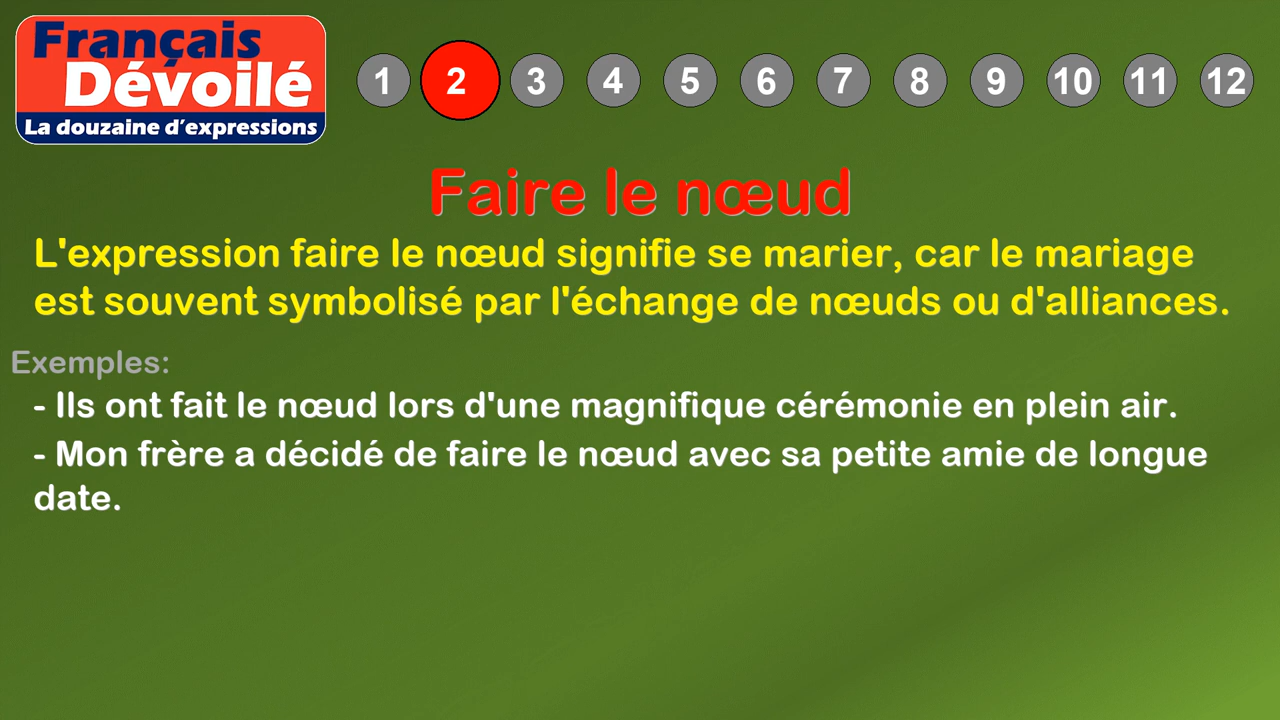 Français
Dévoilé
La douzaine d'expressions
1 2 3 4 5 6 7 8 9 10 11 12
Faire le nœud
L'expression faire le nœud signifie se marier, car le mariage
est souvent symbolisé par l'échange de nœuds ou d'alliances.
Exemples:
- Ils ont fait le nœud lors d'une magnifique cérémonie en plein air.
- Mon frère a décidé de faire le nœud avec sa petite amie de longue
date.